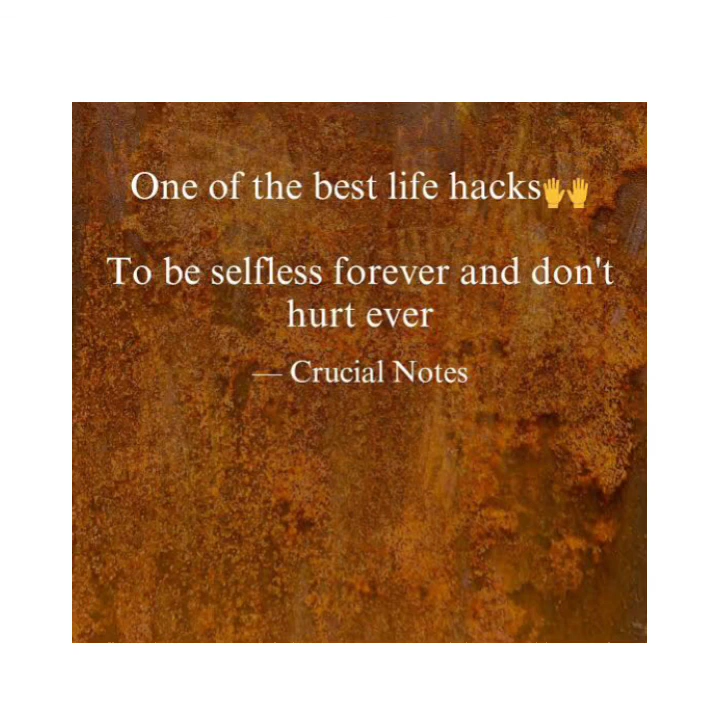 One of the best life hacks🙌
To be selfless forever and don't
hurt ever
— Crucial Notes